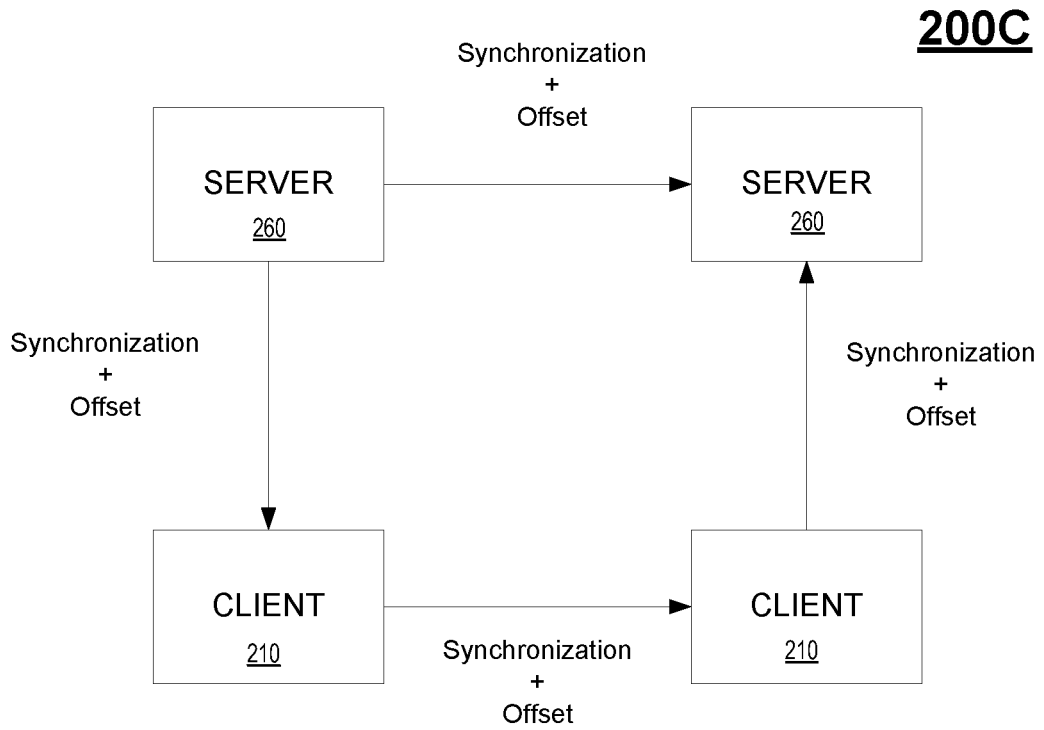 200C
Synchronization
+
Offset
SERVER
260
SERVER
260
Synchronization
+
Offset
Synchronization
+
Offset
CLIENT
210
CLIENT
210
Synchronization
+
Offset